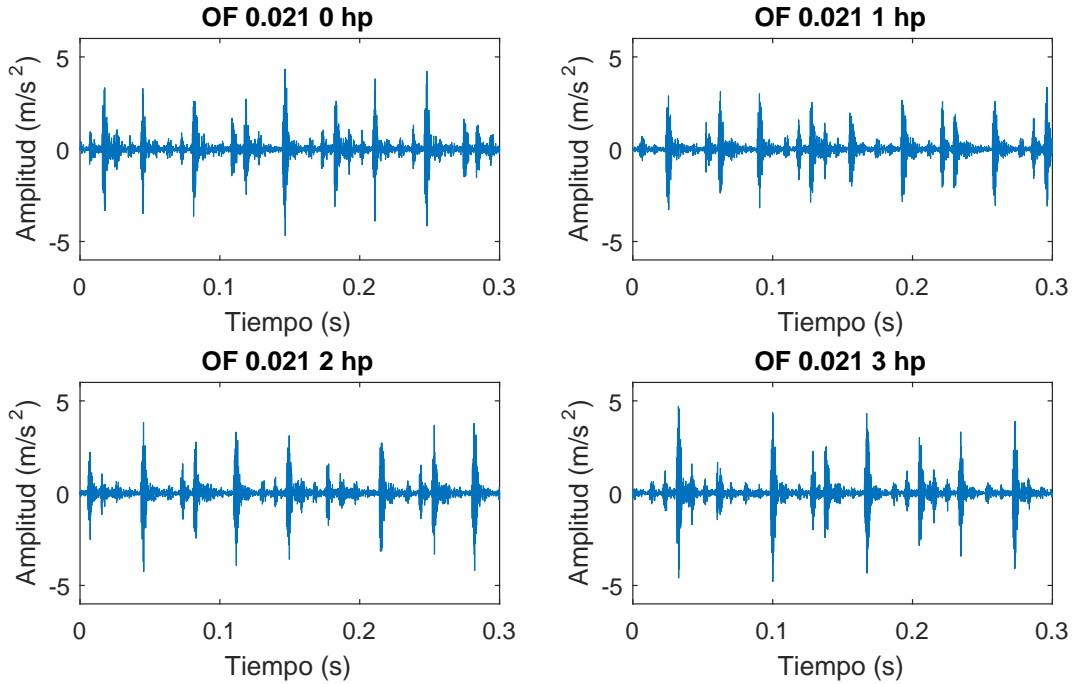 OF 0.021 0 hp
Amplitud (m/s²)
5
0
-5
0
0.1
0.2
0.3
Tiempo (s)
OF 0.021 1 hp
Amplitud (m/s²)
5
0
-5
0
0.1
0.2
0.3
Tiempo (s)
OF 0.021 2 hp
Amplitud (m/s²)
5
0
-5
0
0.1
0.2
0.3
Tiempo (s)
OF 0.021 3 hp
Amplitud (m/s²)
5
0
-5
0
0.1
0.2
0.3
Tiempo (s)